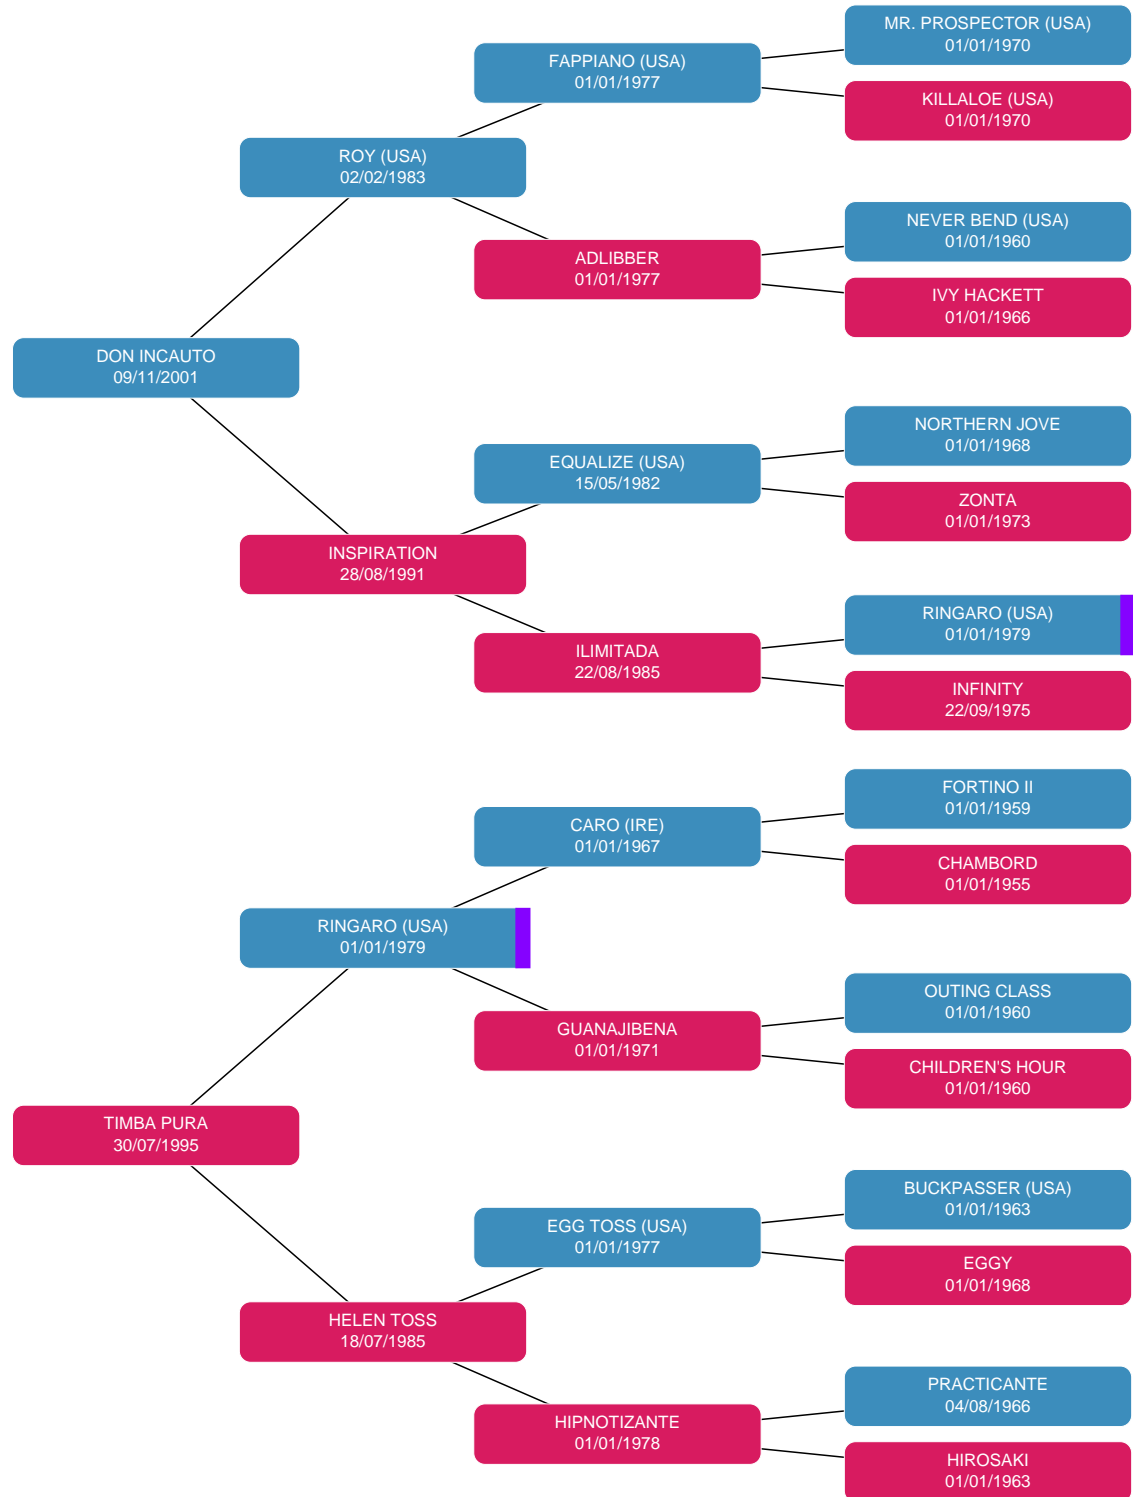 MR. PROSPECTOR (USA)
01/01/1970
FAPPIANO (USA)
01/01/1977
KILLALOE (USA)
01/01/1970
ROY (USA)
02/02/1983
NEVER BEND (USA)
01/01/1960
ADLIBBER
01/01/1977
IVY HACKETT
01/01/1966
DON INCAUTO
09/11/2001
NORTHERN JOVE
01/01/1968
EQUALIZE (USA)
15/05/1982
ZONTA
01/01/1973
INSPIRATION
28/08/1991
RINGARO (USA)
01/01/1979
ILIMITADA
22/08/1985
INFINITY
22/09/1975
FORTINO II
01/01/1959
CARO (IRE)
01/01/1967
CHAMBORD
01/01/1955
RINGARO (USA)
01/01/1979
OUTING CLASS
01/01/1960
GUANAJIBENA
01/01/1971
CHILDREN'S HOUR
01/01/1960
TIMBA PURA
30/07/1995
BUCKPASSER (USA)
01/01/1963
EGG TOSS (USA)
01/01/1977
EGGY
01/01/1968
HELEN TOSS
18/07/1985
PRACTICANTE
04/08/1966
HIPNOTIZANTE
01/01/1978
HIROSAKI
01/01/1963